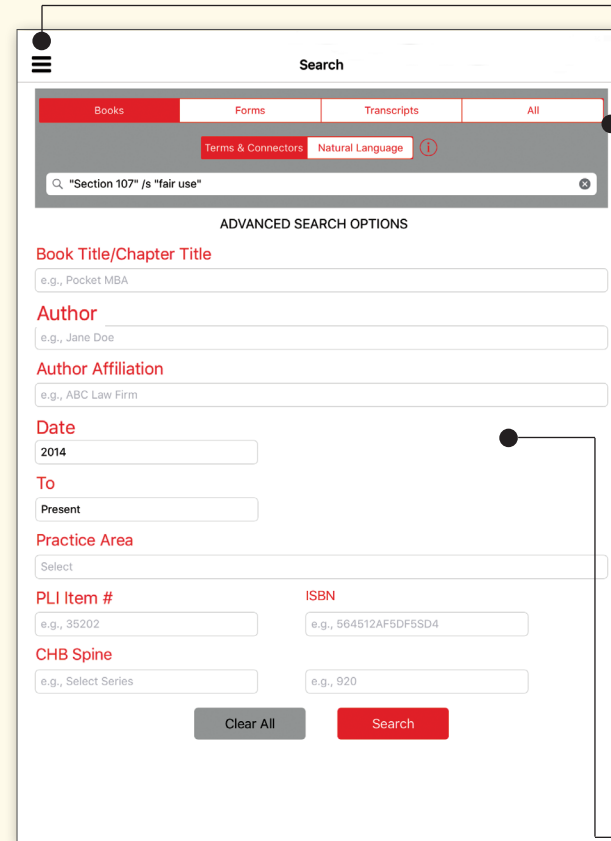 Search
Books Forms Transcripts All
Terms & Connectors Natural Language i
"Section 107" /s "fair use"
ADVANCED SEARCH OPTIONS
Book Title/Chapter Title
e.g., Pocket MBA
Author
e.g., Jane Doe
Author Affiliation
e.g., ABC Law Firm
Date
2014
To
Present
Practice Area
Select
PLI Item # ISBN
e.g., 35202 e.g., 564512AF5DF5SD4
CHB Spine
e.g., Select Series e.g., 920
Clear All Search